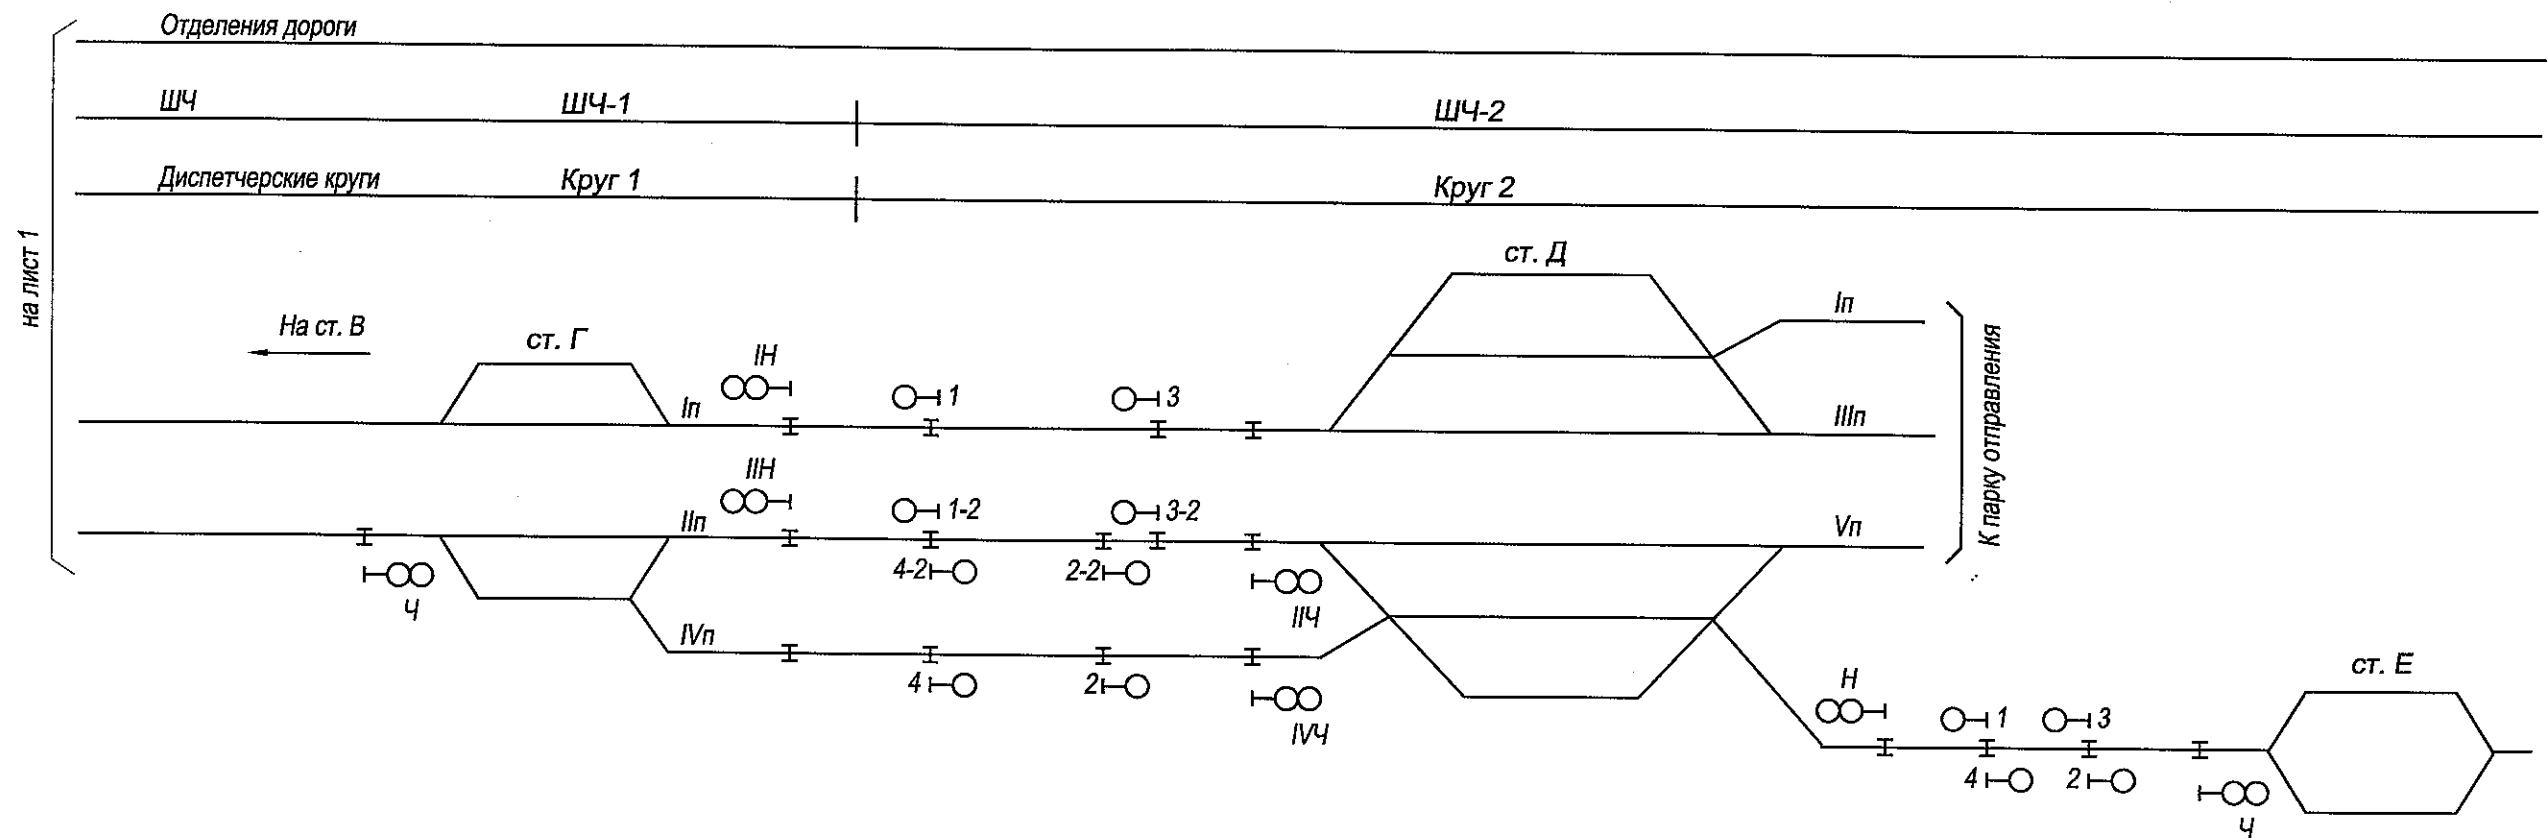 Отделения дороги
ШЧ
ШЧ-1
ШЧ-2
Диспетчерские круги
Круг 1
Круг 2
на лист 1
ст. Д
На ст. В
ст. Г
Iп
IН
Iп
1
3
IIIп
К парку отправления
IIН
IIп
1-2
3-2
Vп
4-2
2-2
Ч
IIЧ
IVп
4
2
IVЧ
Н
ст. Е
1
3
4
2
Ч